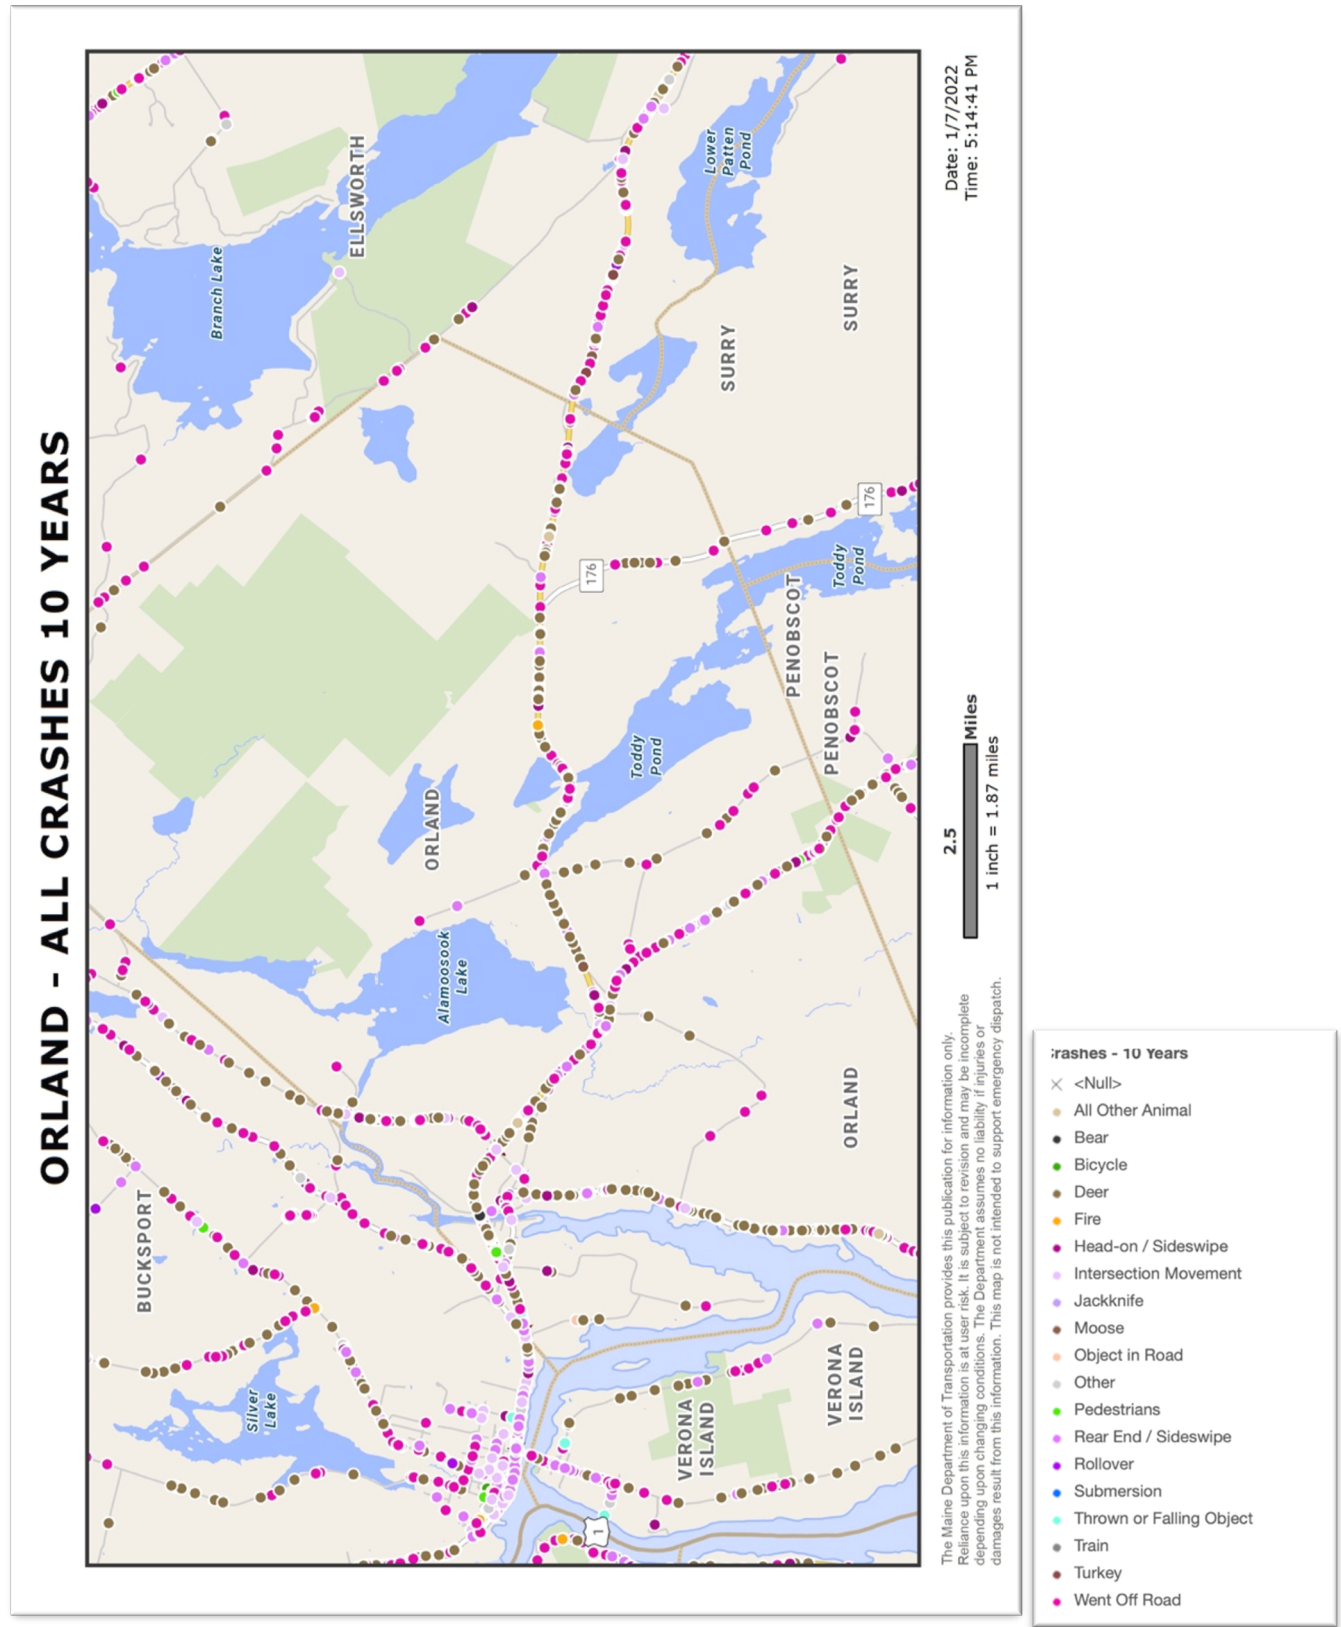 ORLAND - ALL CRASHES 10 YEARS
Branch Lake
ELLSWORTH
Lower
Patten
Pond
SURRY
SURRY
176
176
Toddy
Pond
PENOBSCOT
PENOBSCOT
Toddy
Pond
ORLAND
Alamoosook
Lake
ORLAND
BUCKSPORT
Silver
Lake
VERONA
ISLAND
VERONA
ISLAND
1
Date: 1/7/2022
Time: 5:14:41 PM
2.5
Miles
1 inch = 1.87 miles
The Maine Department of Transportation provides this publication for information only.
Reliance upon this information is at user risk. It is subject to revision and may be incomplete
depending upon changing conditions. The Department assumes no liability if injuries or
damages result from this information. This map is not intended to support emergency dispatch.
rashes - 10 Years
<Null>
All Other Animal
Bear
Bicycle
Deer
Fire
Head-on / Sideswipe
Intersection Movement
Jackknife
Moose
Object in Road
Other
Pedestrians
Rear End / Sideswipe
Rollover
Submersion
Thrown or Falling Object
Train
Turkey
Went Off Road